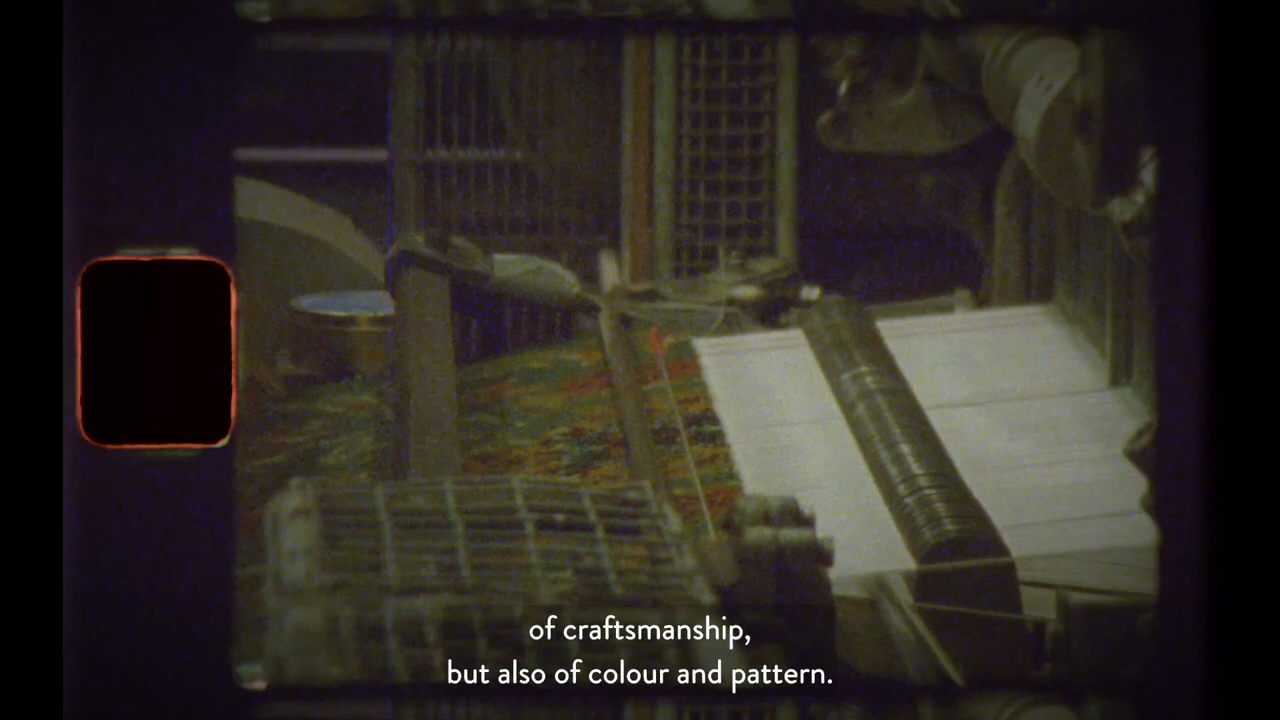 of craftsmanship,
but also of colour and pattern.